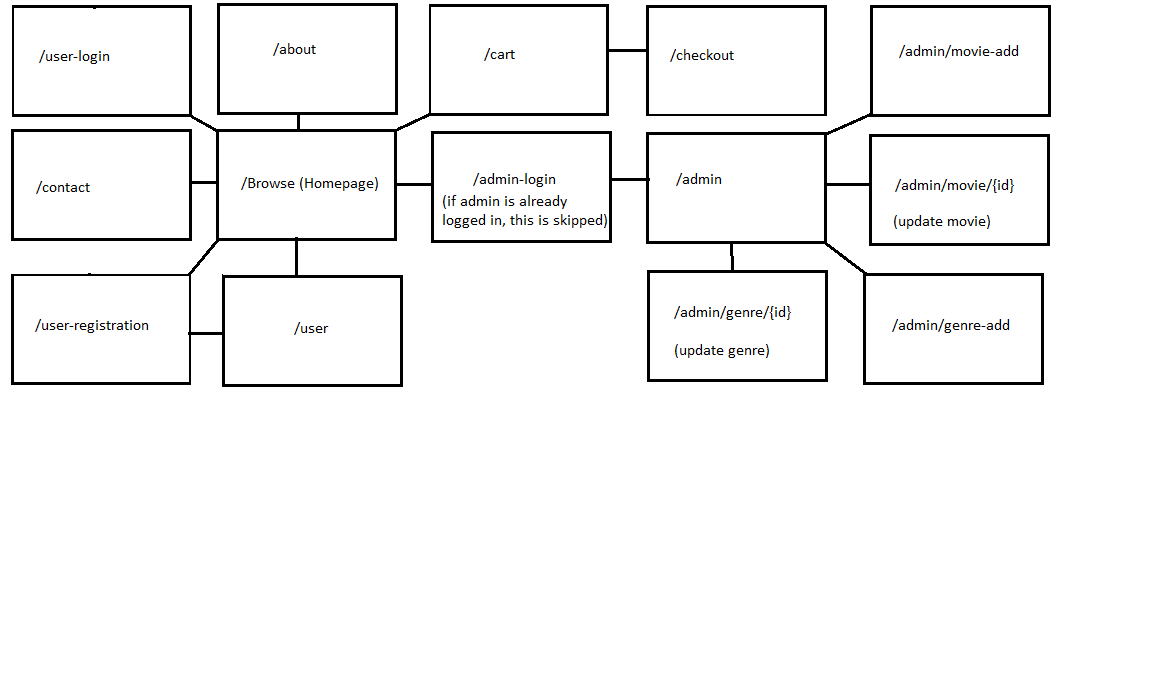 /user-login
/about
/cart
/checkout
/admin/movie-add
/contact
/Browse (Homepage)
/admin-login
(if admin is already
logged in, this is skipped)
/admin
/admin/movie/{id}
(update movie)
/user-registration
/user
/admin/genre/{id}
(update genre)
/admin/genre-add